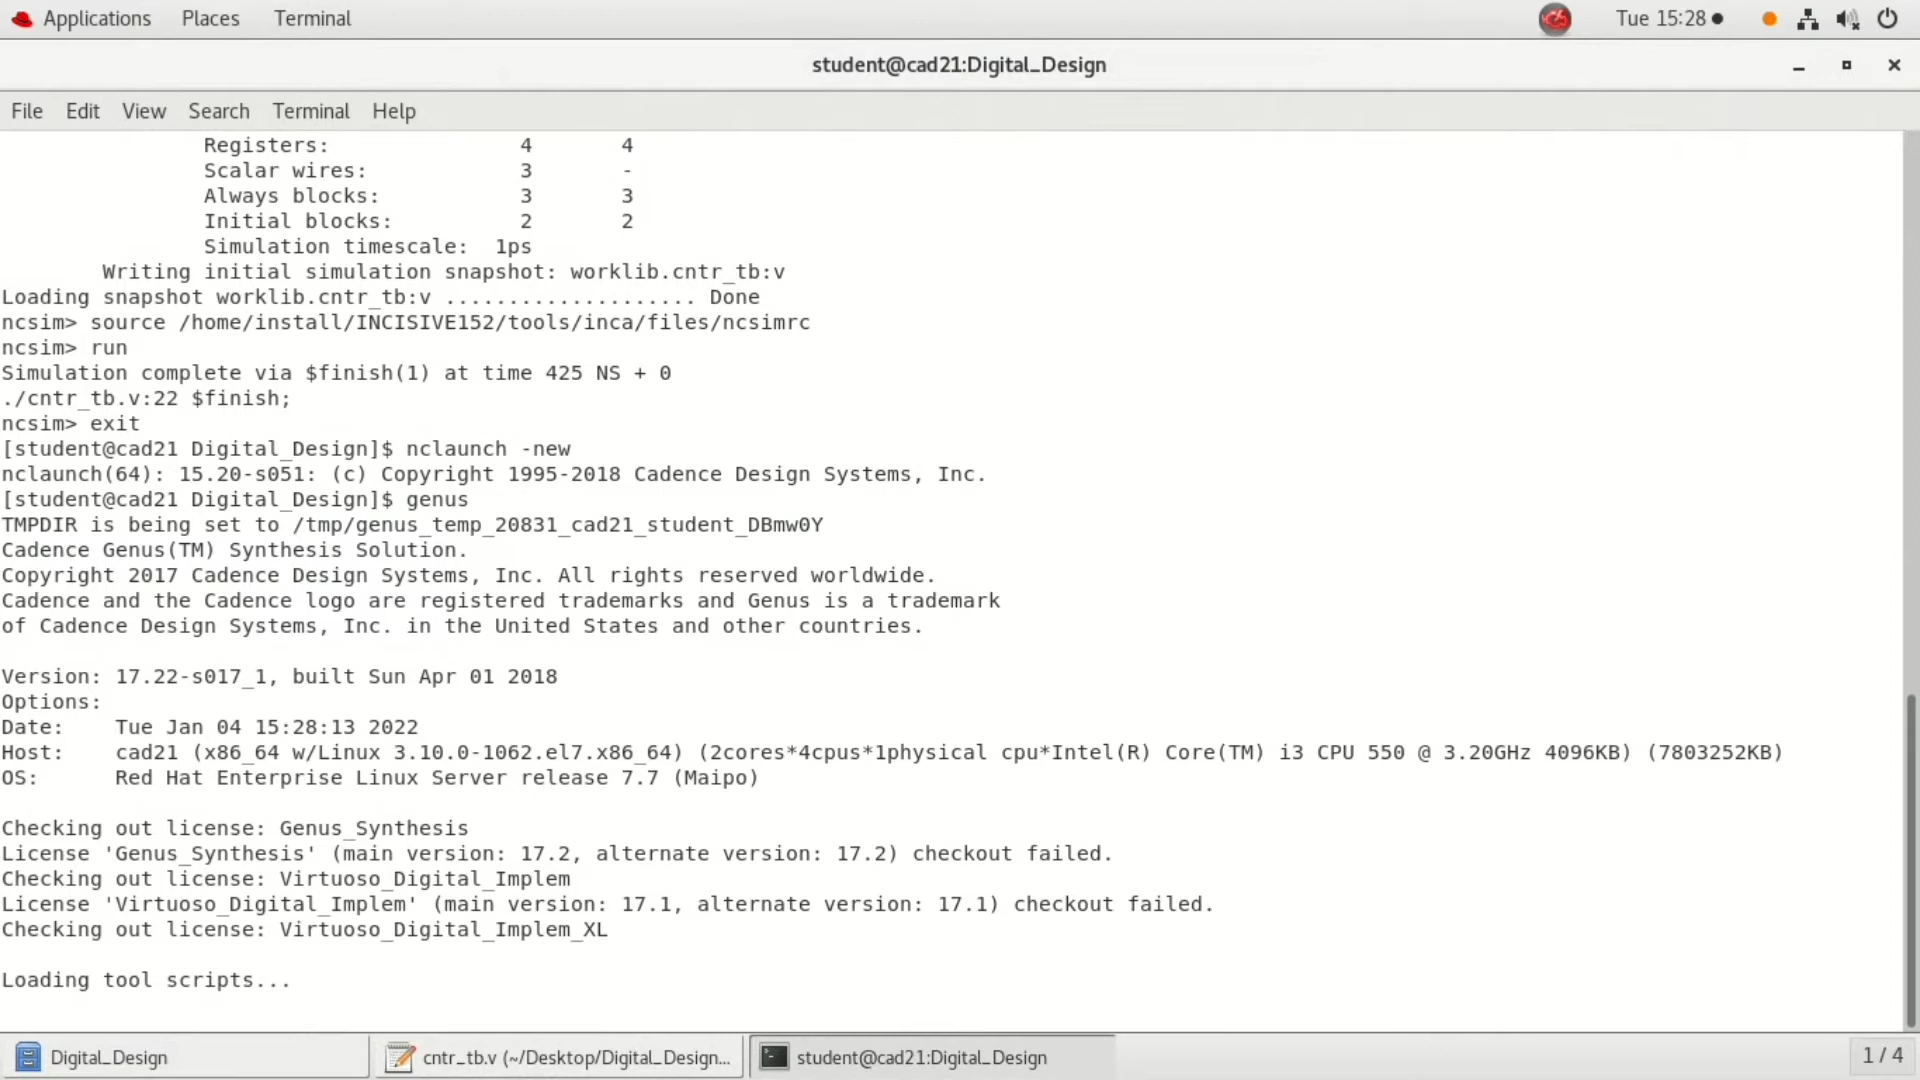 Applications Places Terminal Tue 15:28
student@cad21:Digital_Design
File Edit View Search Terminal Help
Registers: 4 4
Scalar wires: 3 -
Always blocks: 3 3
Initial blocks: 2 2
Simulation timescale: 1ps
Writing initial simulation snapshot: worklib.cntr_tb:v
Loading snapshot worklib.cntr_tb:v .................... Done
ncsim> source /home/install/INCISIVE152/tools/inca/files/ncsimrc
ncsim> run
Simulation complete via $finish(1) at time 425 NS + 0
./cntr_tb.v:22 $finish;
ncsim> exit
[student@cad21 Digital_Design]$ nclaunch -new
nclaunch(64): 15.20-s051: (c) Copyright 1995-2018 Cadence Design Systems, Inc.
[student@cad21 Digital_Design]$ genus
TMPDIR is being set to /tmp/genus_temp_20831_cad21_student_DBmw0Y
Cadence Genus(TM) Synthesis Solution.
Copyright 2017 Cadence Design Systems, Inc. All rights reserved worldwide.
Cadence and the Cadence logo are registered trademarks and Genus is a trademark
of Cadence Design Systems, Inc. in the United States and other countries.
Version: 17.22-s017_1, built Sun Apr 01 2018
Options:
Date: Tue Jan 04 15:28:13 2022
Host: cad21 (x86_64 w/Linux 3.10.0-1062.el7.x86_64) (2cores*4cpus*1physical cpu*Intel(R) Core(TM) i3 CPU 550 @ 3.20GHz 4096KB) (7803252KB)
OS: Red Hat Enterprise Linux Server release 7.7 (Maipo)
Checking out license: Genus_Synthesis
License 'Genus_Synthesis' (main version: 17.2, alternate version: 17.2) checkout failed.
Checking out license: Virtuoso_Digital_Implem
License 'Virtuoso_Digital_Implem' (main version: 17.1, alternate version: 17.1) checkout failed.
Checking out license: Virtuoso_Digital_Implem_XL
Loading tool scripts...
Digital_Design cntr_tb.v (~/Desktop/Digital_Design... student@cad21:Digital_Design 1 / 4